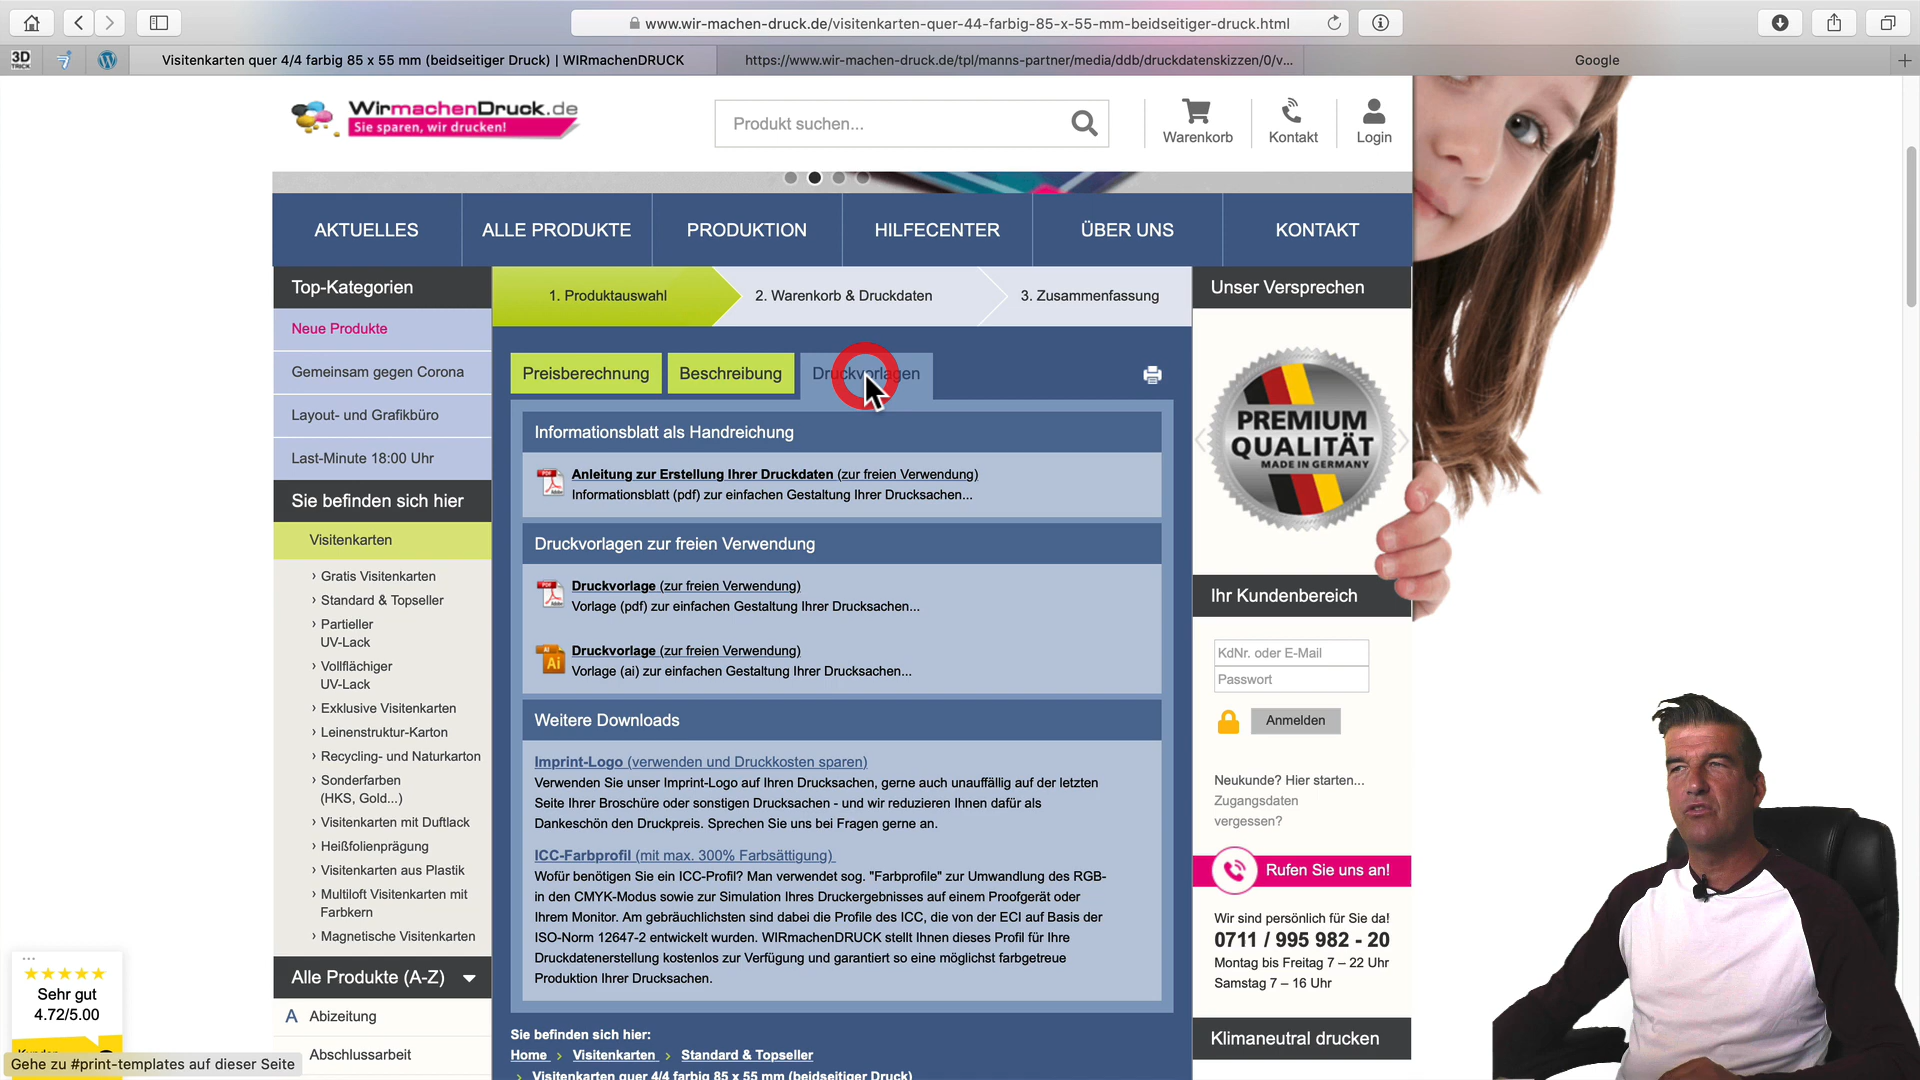 www.wir-machen-druck.de/visitenkarten-quer-44-farbig-85-x-55-mm-beidseitiger-druck.html
3D
TRICK
Visitenkarten quer 4/4 farbig 85 x 55 mm (beidseitiger Druck) | WIRmachenDRUCK
https://www.wir-machen-druck.de/tpl/manns-partner/media/ddb/druckdatenskizzen/0/v...
Google
WirmachenDruck.de
Sie sparen, wir drucken!
Produkt suchen...
Warenkorb
Kontakt
Login
AKTUELLES
ALLE PRODUKTE
PRODUKTION
HILFECENTER
ÜBER UNS
KONTAKT
Top-Kategorien
Neue Produkte
Gemeinsam gegen Corona
Layout- und Grafikbüro
Last-Minute 18:00 Uhr
Sie befinden sich hier
Visitenkarten
› Gratis Visitenkarten
› Standard & Topseller
› Partieller
UV-Lack
› Vollflächiger
UV-Lack
› Exklusive Visitenkarten
› Leinenstruktur-Karton
› Recycling- und Naturkarton
› Sonderfarben
(HKS, Gold...)
› Visitenkarten mit Duftlack
› Heißfolienprägung
› Visitenkarten aus Plastik
› Multiloft Visitenkarten mit
Farbkern
› Magnetische Visitenkarten
Alle Produkte (A-Z)
A Abizeitung
Abschlussarbeit
...
Sehr gut
4.72/5.00
Gehe zu #print-templates auf dieser Seite
1. Produktauswahl
2. Warenkorb & Druckdaten
3. Zusammenfassung
Preisberechnung
Beschreibung
Druckvorlagen
Informationsblatt als Handreichung
Anleitung zur Erstellung Ihrer Druckdaten (zur freien Verwendung)
Informationsblatt (pdf) zur einfachen Gestaltung Ihrer Drucksachen...
Druckvorlagen zur freien Verwendung
Druckvorlage (zur freien Verwendung)
Vorlage (pdf) zur einfachen Gestaltung Ihrer Drucksachen...
Druckvorlage (zur freien Verwendung)
Vorlage (ai) zur einfachen Gestaltung Ihrer Drucksachen...
Weitere Downloads
Imprint-Logo (verwenden und Druckkosten sparen)
Verwenden Sie unser Imprint-Logo auf Ihren Drucksachen, gerne auch unauffällig auf der letzten
Seite Ihrer Broschüre oder sonstigen Drucksachen - und wir reduzieren Ihnen dafür als
Dankeschön den Druckpreis. Sprechen Sie uns bei Fragen gerne an.
ICC-Farbprofil (mit max. 300% Farbsättigung)
Wofür benötigen Sie ein ICC-Profil? Man verwendet sog. "Farbprofile" zur Umwandlung des RGB-
in den CMYK-Modus sowie zur Simulation Ihres Druckergebnisses auf einem Proofgerät oder
Ihrem Monitor. Am gebräuchlichsten sind dabei die Profile des ICC, die von der ECI auf Basis der
ISO-Norm 12647-2 entwickelt wurden. WIRmachenDRUCK stellt Ihnen dieses Profil für Ihre
Druckdatenerstellung kostenlos zur Verfügung und garantiert so eine möglichst farbgetreue
Produktion Ihrer Drucksachen.
Sie befinden sich hier:
Home › Visitenkarten › Standard & Topseller
› Visitenkarten quer 4/4 farbig 85 x 55 mm (beidseitiger Druck)
Unser Versprechen
PREMIUM
QUALITÄT
MADE IN GERMANY
Ihr Kundenbereich
KdNr. oder E-Mail
Passwort
Anmelden
Neukunde? Hier starten...
Zugangsdaten
vergessen?
Rufen Sie uns an!
Wir sind persönlich für Sie da!
0711 / 995 982 - 20
Montag bis Freitag 7 – 22 Uhr
Samstag 7 – 16 Uhr
Klimaneutral drucken